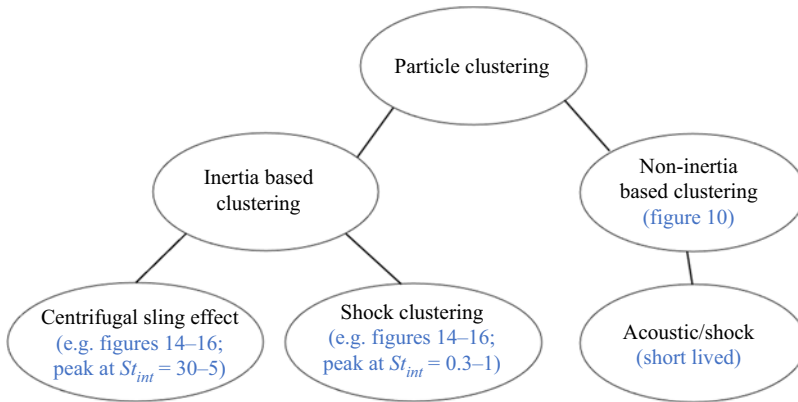 Particle clustering
Inertia based
clustering
Non-inertia
based clustering
(figure 10)
Centrifugal sling effect
(e.g. figures 14–16;
peak at St_int = 30–5)
Shock clustering
(e.g. figures 14–16;
peak at St_int = 0.3–1)
Acoustic/shock
(short lived)